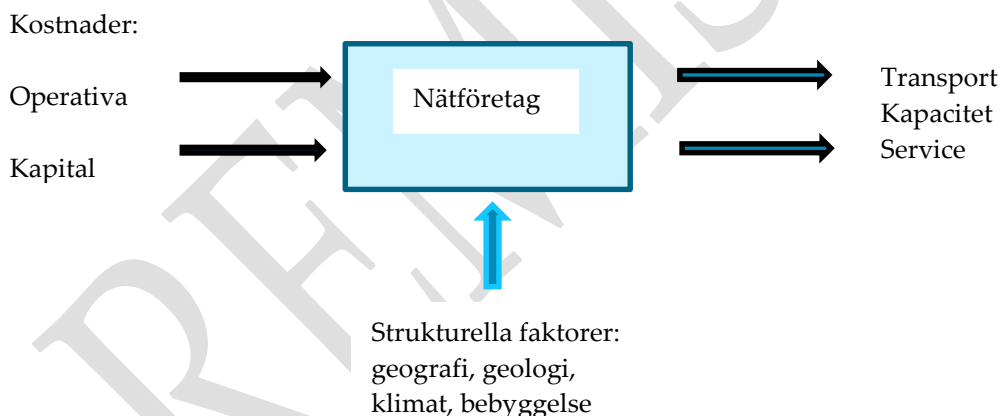 Kostnader:
Operativa
Kapital
Nätföretag
Transport
Kapacitet
Service
Strukturella faktorer:
geografi, geologi,
klimat, bebyggelse